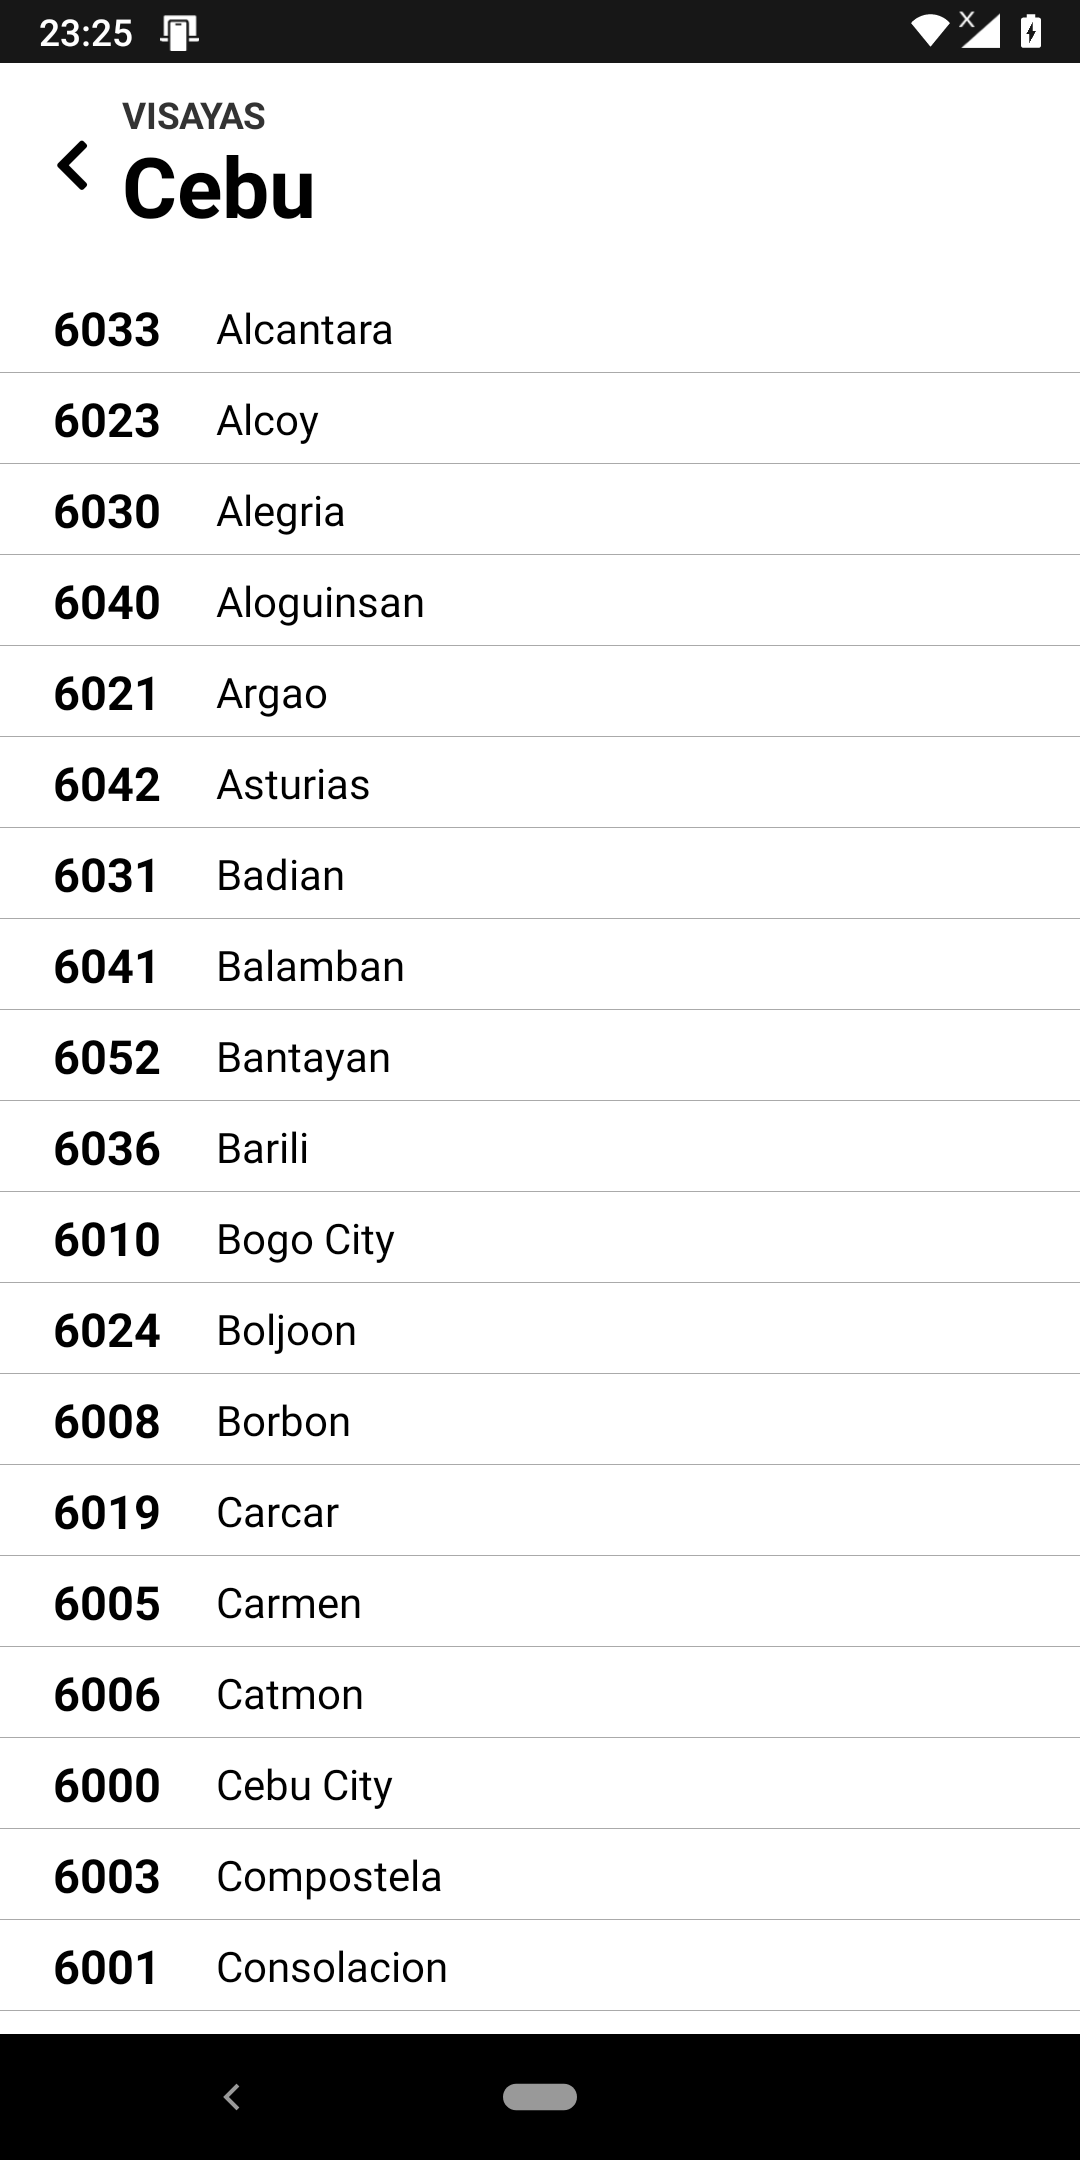 23:25
VISAYAS
Cebu
6033 Alcantara
6023 Alcoy
6030 Alegria
6040 Aloguinsan
6021 Argao
6042 Asturias
6031 Badian
6041 Balamban
6052 Bantayan
6036 Barili
6010 Bogo City
6024 Boljoon
6008 Borbon
6019 Carcar
6005 Carmen
6006 Catmon
6000 Cebu City
6003 Compostela
6001 Consolacion